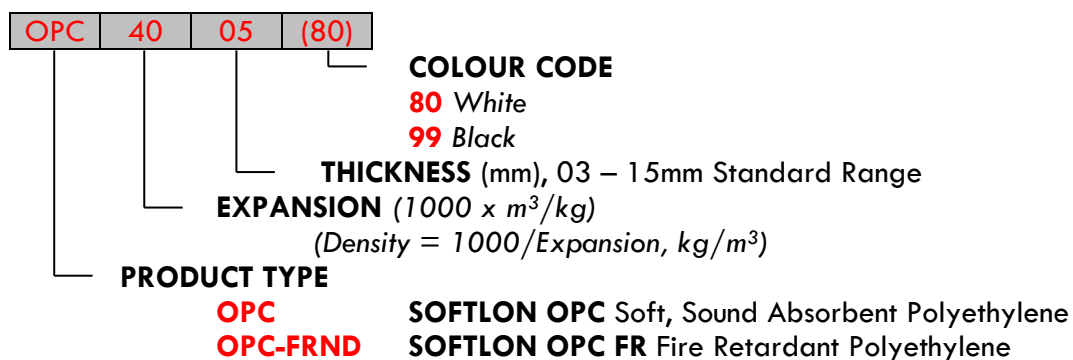 OPC 40 05 (80)
COLOUR CODE
80 White
99 Black
THICKNESS (mm), 03 – 15mm Standard Range
EXPANSION (1000 x m³/kg)
(Density = 1000/Expansion, kg/m³)
PRODUCT TYPE
OPC SOFTLON OPC Soft, Sound Absorbent Polyethylene
OPC-FRND SOFTLON OPC FR Fire Retardant Polyethylene